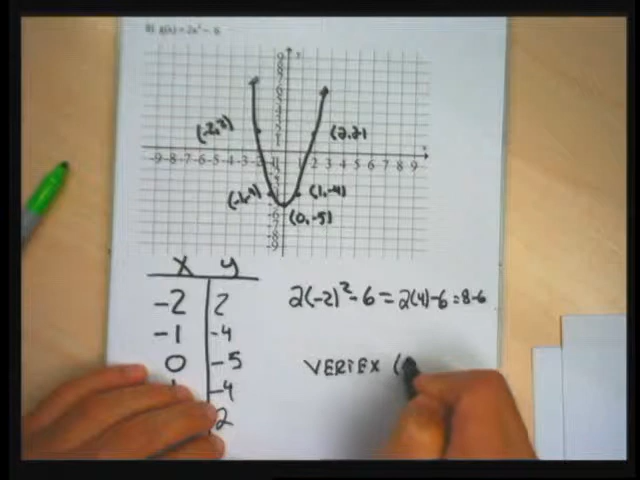 g(x) = 2x² - 6
y
(-2,2)
(2,2)
-9 -8 -7 -6 -5 -4 -3 -2 -1 1 2 3 4 5 6 7 8 9
x
(-1,-4)
(1,-4)
(0,-5)
x y
-2 2
-1 -4
0 -5
-4
2
2(-2)² - 6 = 2(4) - 6 = 8 - 6
VERTEX (